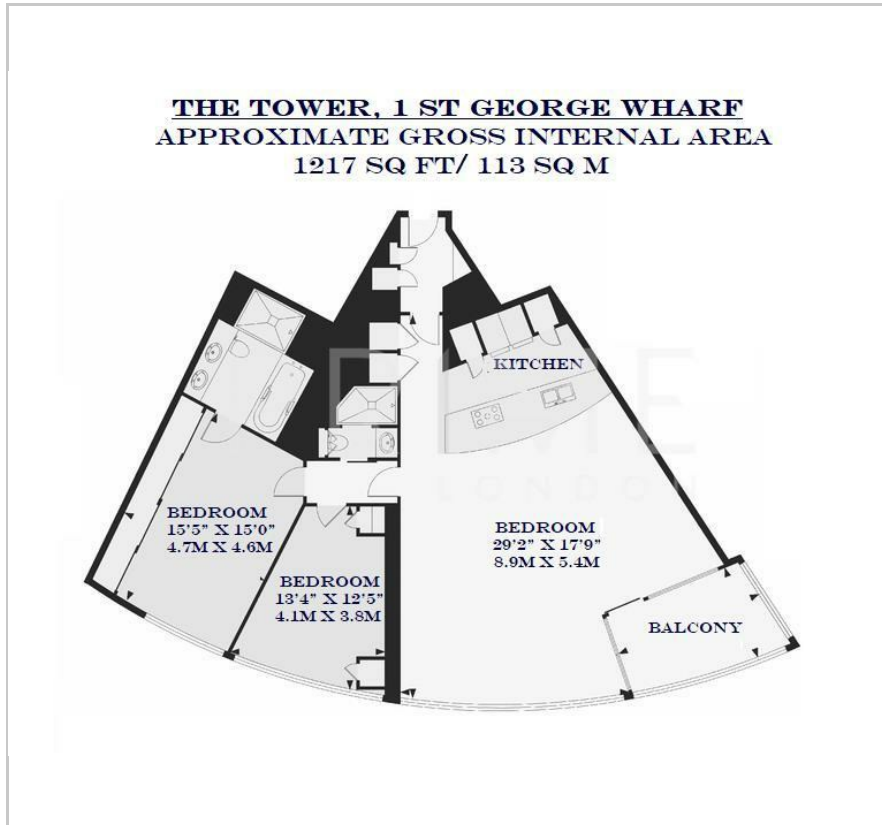 THE TOWER, 1 ST GEORGE WHARF
APPROXIMATE GROSS INTERNAL AREA
1217 SQ FT/ 113 SQ M
KITCHEN
LONDON
BEDROOM
15'5" X 15'0"
4.7M X 4.6M
BEDROOM
29'2" X 17'9"
8.9M X 5.4M
BEDROOM
13'4" X 12'5"
4.1M X 3.8M
BALCONY